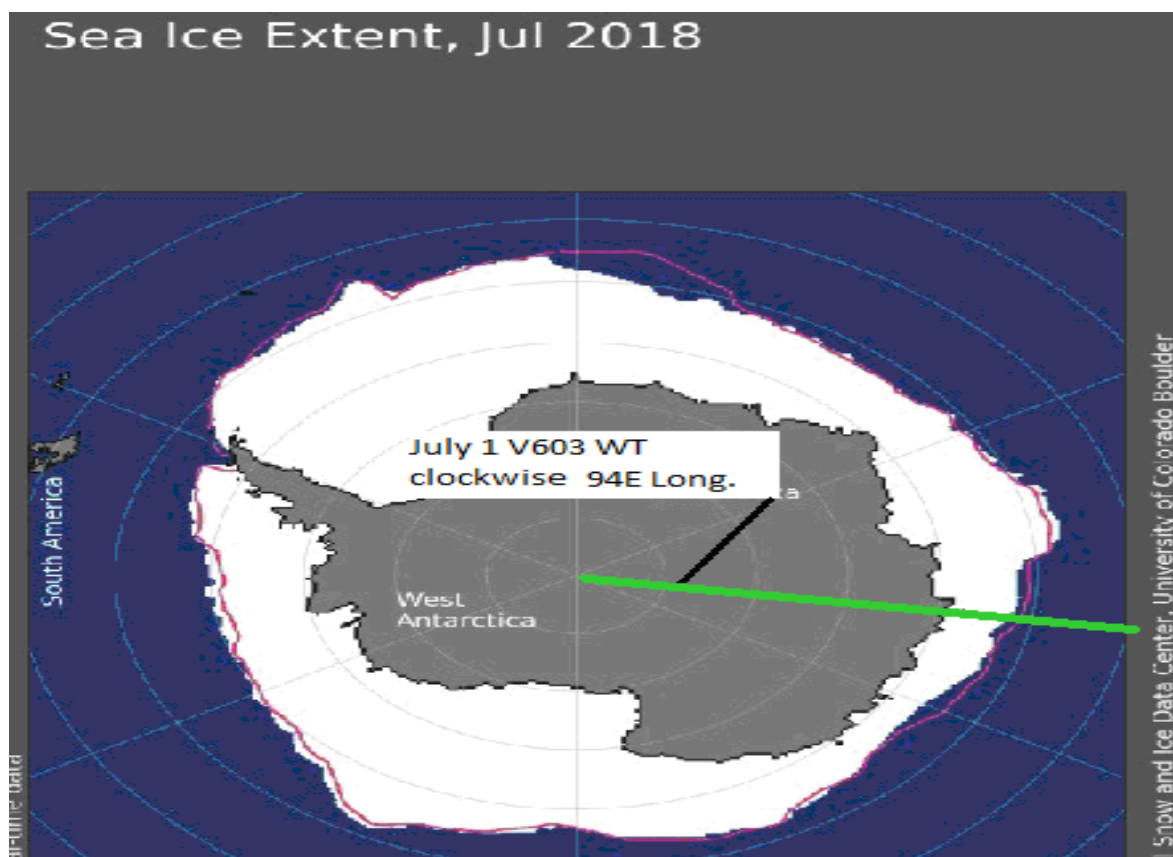 Sea Ice Extent, Jul 2018
July 1 V603 WT
clockwise 94E Long.
West
Antarctica
South America
Snow and Ice Data Center, University of Colorado Boulder